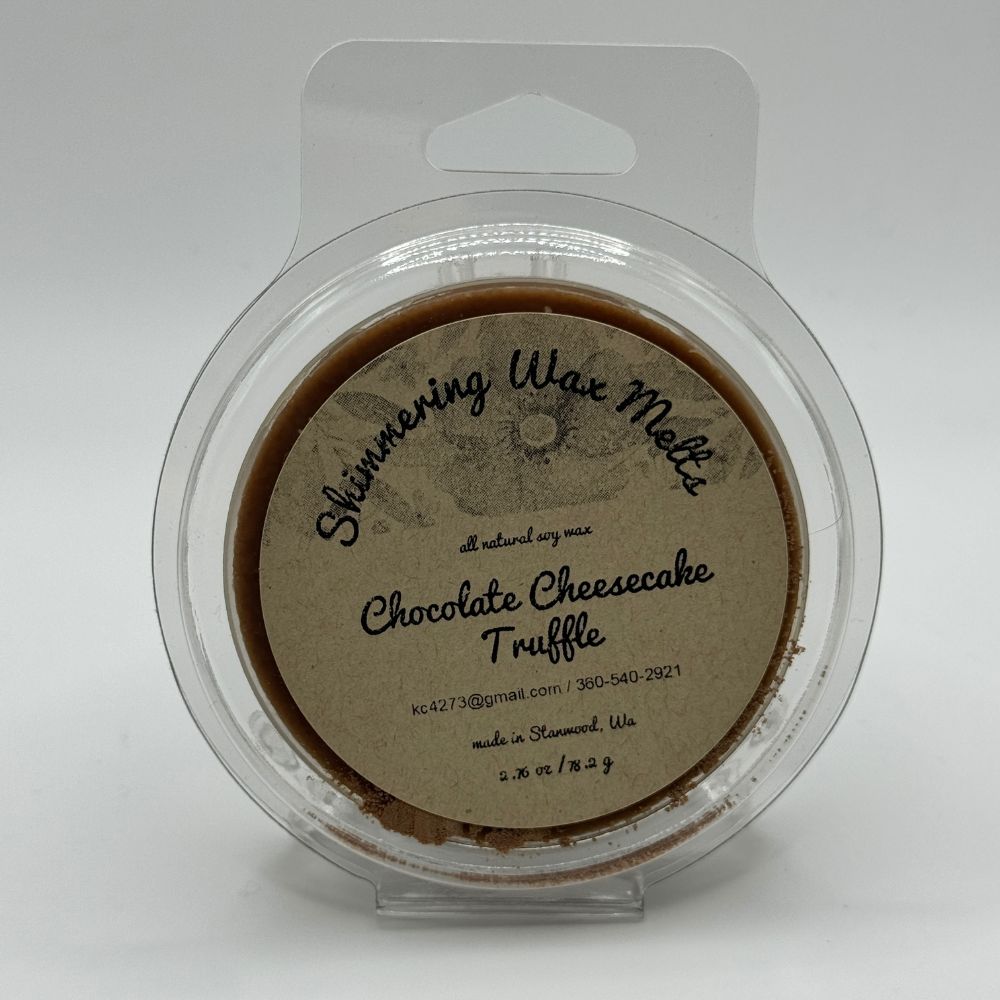 Shimmering Wax Melts
all natural soy wax
Chocolate Cheesecake
Truffle
kc4273@gmail.com / 360-540-2921
made in Stanwood, Wa
2.76 oz / 78.2 g